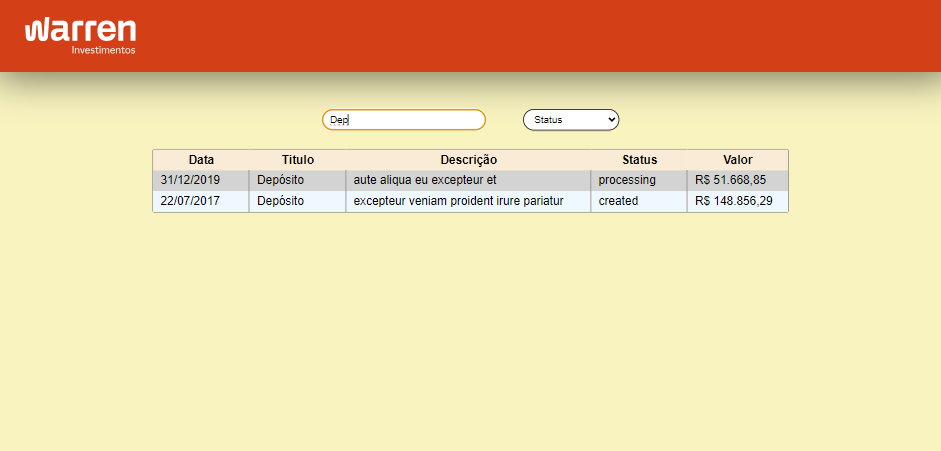 warren
Investimentos
Dep
Status
Data Titulo Descrição Status Valor
31/12/2019 Depósito aute aliqua eu excepteur et processing R$ 51.668,85
22/07/2017 Depósito excepteur veniam proident irure pariatur created R$ 148.856,29